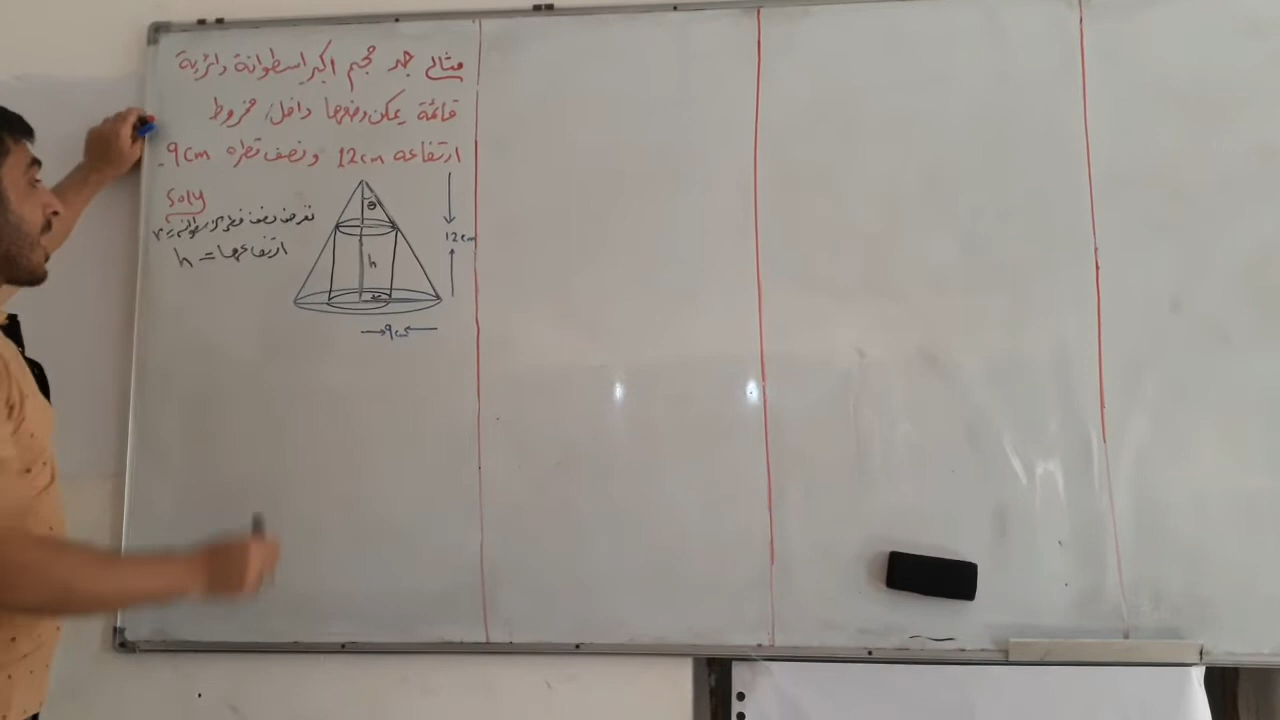 مثال جد حجم اكبر اسطوانة دائرية
قائمة يمكن وضعها داخل مخروط
ارتفاعه 12cm ونصف قطره 9cm.
Soly
نفرض نصف قطر الاسطوانة = r
ارتفاعها = h
θ
h
r
12cm
9cm